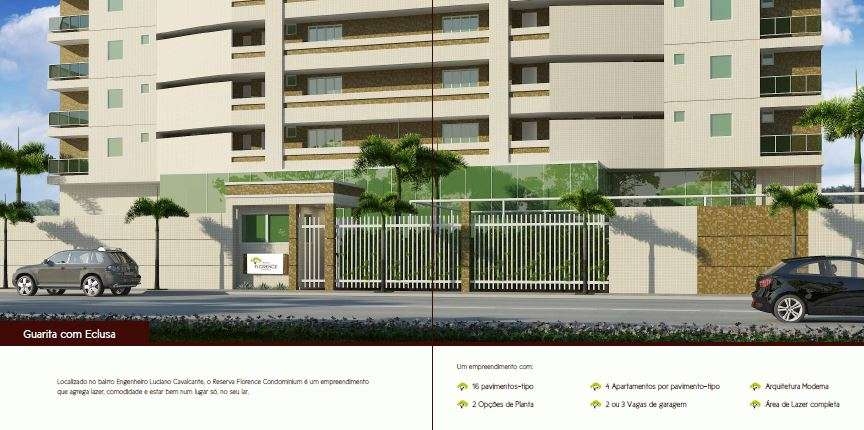 FLORENCE
Guarita com Eclusa
Localizado no bairro Engenheiro Luciano Cavalcante, o Reserva Florence Condominium é um empreendimento
que agrega lazer, comodidade e estar bem num lugar só, no seu lar.
Um empreendimento com:
16 pavimentos-tipo
4 Apartamentos por pavimento-tipo
Arquitetura Moderna
2 Opções de Planta
2 ou 3 Vagas de garagem
Área de Lazer completa